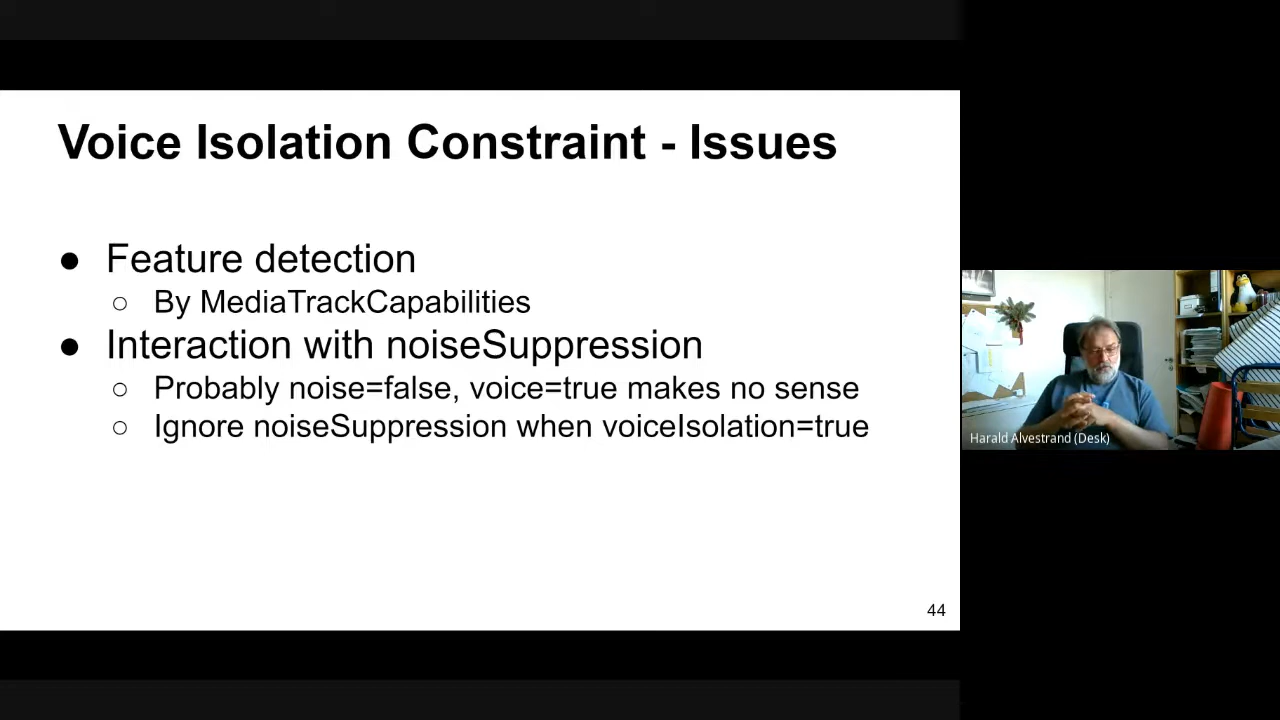 Voice Isolation Constraint - Issues
● Feature detection
○ By MediaTrackCapabilities
● Interaction with noiseSuppression
○ Probably noise=false, voice=true makes no sense
○ Ignore noiseSuppression when voiceIsolation=true
44
Harald Alvestrand (Desk)